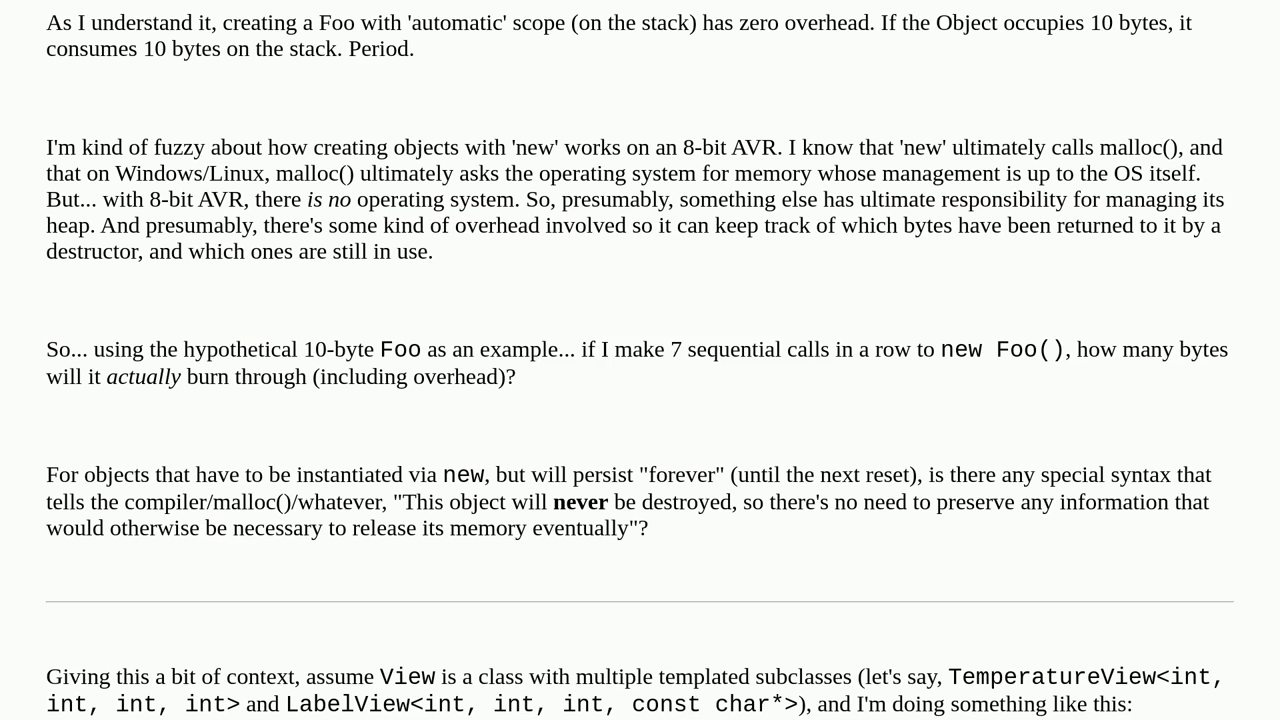 As I understand it, creating a Foo with 'automatic' scope (on the stack) has zero overhead. If the Object occupies 10 bytes, it
consumes 10 bytes on the stack. Period.
I'm kind of fuzzy about how creating objects with 'new' works on an 8-bit AVR. I know that 'new' ultimately calls malloc(), and
that on Windows/Linux, malloc() ultimately asks the operating system for memory whose management is up to the OS itself.
But... with 8-bit AVR, there is no operating system. So, presumably, something else has ultimate responsibility for managing its
heap. And presumably, there's some kind of overhead involved so it can keep track of which bytes have been returned to it by a
destructor, and which ones are still in use.
So... using the hypothetical 10-byte Foo as an example... if I make 7 sequential calls in a row to new Foo(), how many bytes
will it actually burn through (including overhead)?
For objects that have to be instantiated via new, but will persist "forever" (until the next reset), is there any special syntax that
tells the compiler/malloc()/whatever, "This object will never be destroyed, so there's no need to preserve any information that
would otherwise be necessary to release its memory eventually"?
Giving this a bit of context, assume View is a class with multiple templated subclasses (let's say, TemperatureView<int,
int, int, int> and LabelView<int, int, int, const char*>), and I'm doing something like this: